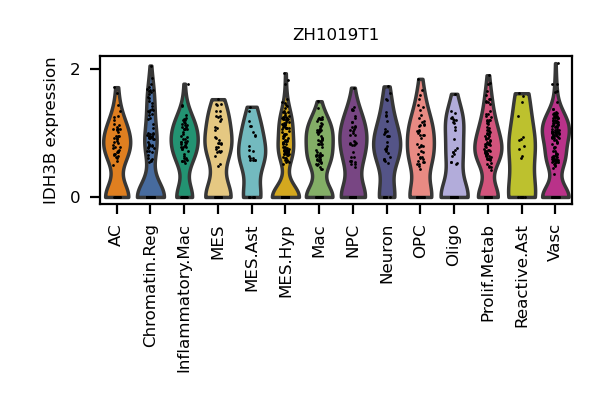 ZH1019T1
IDH3B expression
2
0
AC
Chromatin.Reg
Inflammatory.Mac
MES
MES.Ast
MES.Hyp
Mac
NPC
Neuron
OPC
Oligo
Prolif.Metab
Reactive.Ast
Vasc